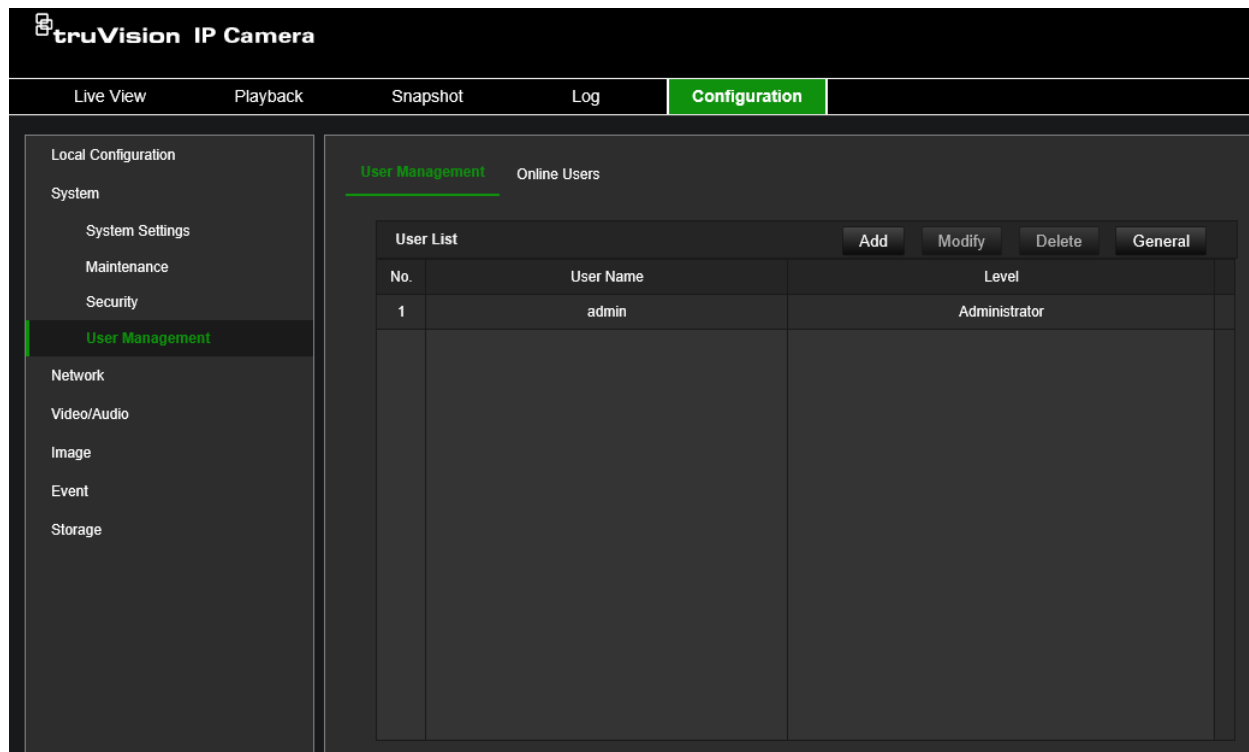 truVision IP Camera
Live View Playback Snapshot Log Configuration
Local Configuration
System
System Settings
Maintenance
Security
User Management
Network
Video/Audio
Image
Event
Storage
User Management Online Users
User List Add Modify Delete General
No. User Name Level
1 admin Administrator